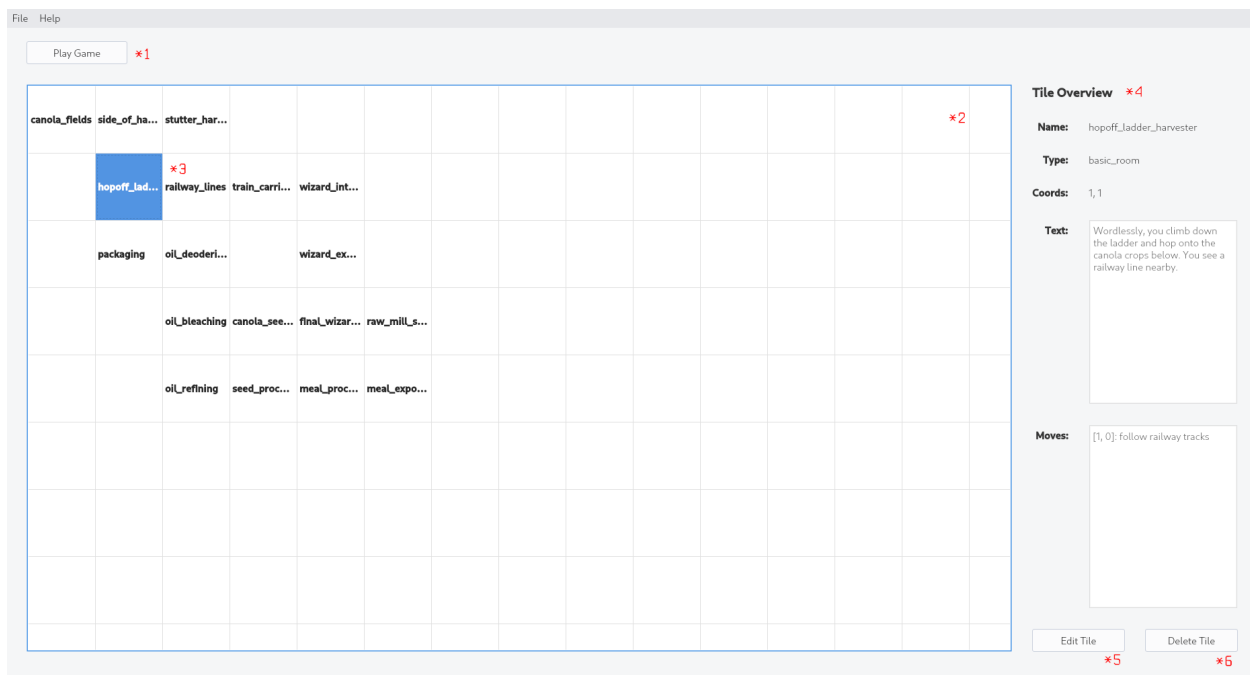 File Help
Play Game *1
canola_fields side_of_ha... stutter_har... *2
*3
hopoff_lad... railway_lines train_carri... wizard_int...
packaging oil_deoderi... wizard_ex...
oil_bleaching canola_see... final_wizar... raw_mill_s...
oil_refining seed_proc... meal_proc... meal_expo...
Tile Overview *4
Name: hopoff_ladder_harvester
Type: basic_room
Coords: 1, 1
Text: Wordlessly, you climb down
the ladder and hop onto the
canola crops below. You see a
railway line nearby.
Moves: [1, 0]: follow railway tracks
Edit Tile Delete Tile
*5 *6